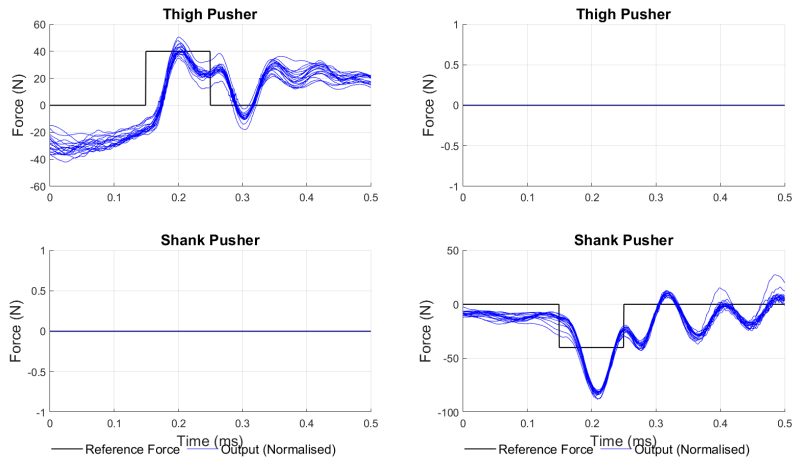 Thigh Pusher
60
40
20
0
-20
-40
-60
Force (N)
0 0.1 0.2 0.3 0.4 0.5
Thigh Pusher
1
0.5
0
-0.5
-1
Force (N)
0 0.1 0.2 0.3 0.4 0.5
Shank Pusher
1
0.5
0
-0.5
-1
Force (N)
0 0.1 0.2 0.3 0.4 0.5
Time (ms)
Reference Force Output (Normalised)
Shank Pusher
50
0
-50
-100
Force (N)
0 0.1 0.2 0.3 0.4 0.5
Time (ms)
Reference Force Output (Normalised)